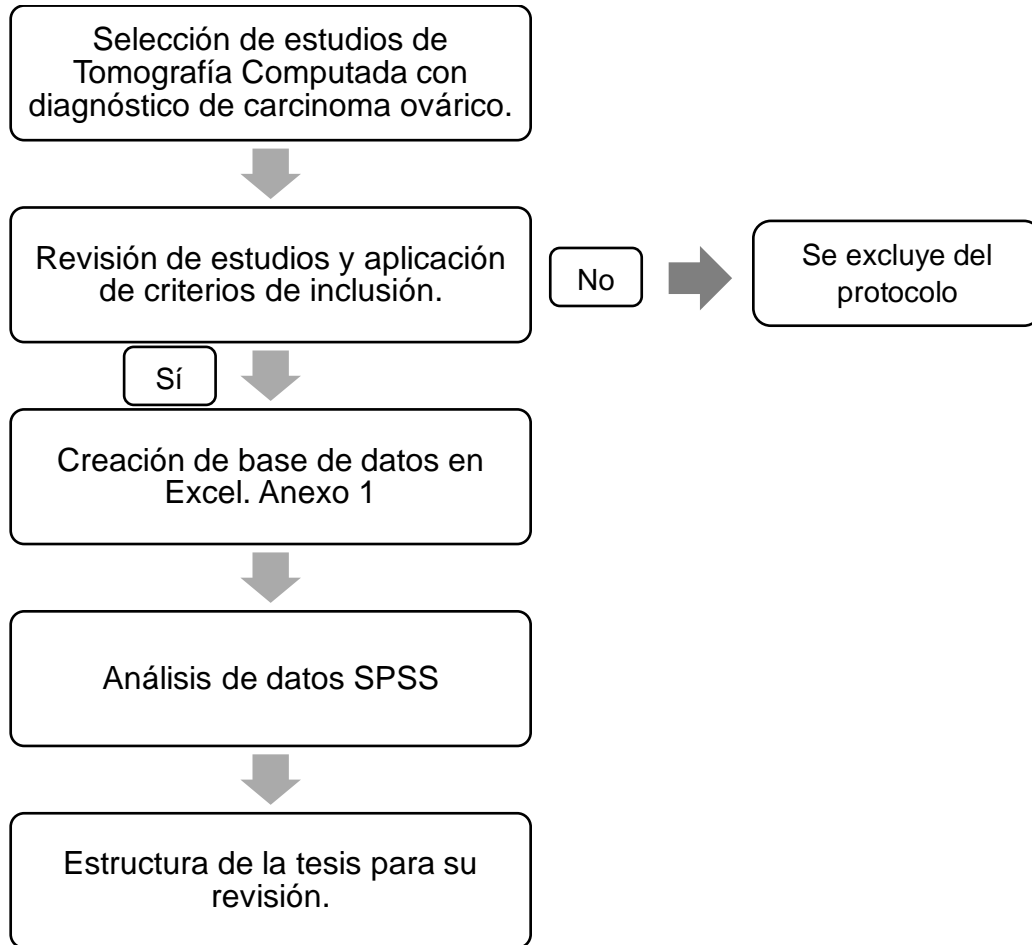 Selección de estudios de
Tomografía Computada con
diagnóstico de carcinoma ovárico.
Revisión de estudios y aplicación
de criterios de inclusión.
No
Se excluye del
protocolo
Sí
Creación de base de datos en
Excel. Anexo 1
Análisis de datos SPSS
Estructura de la tesis para su
revisión.